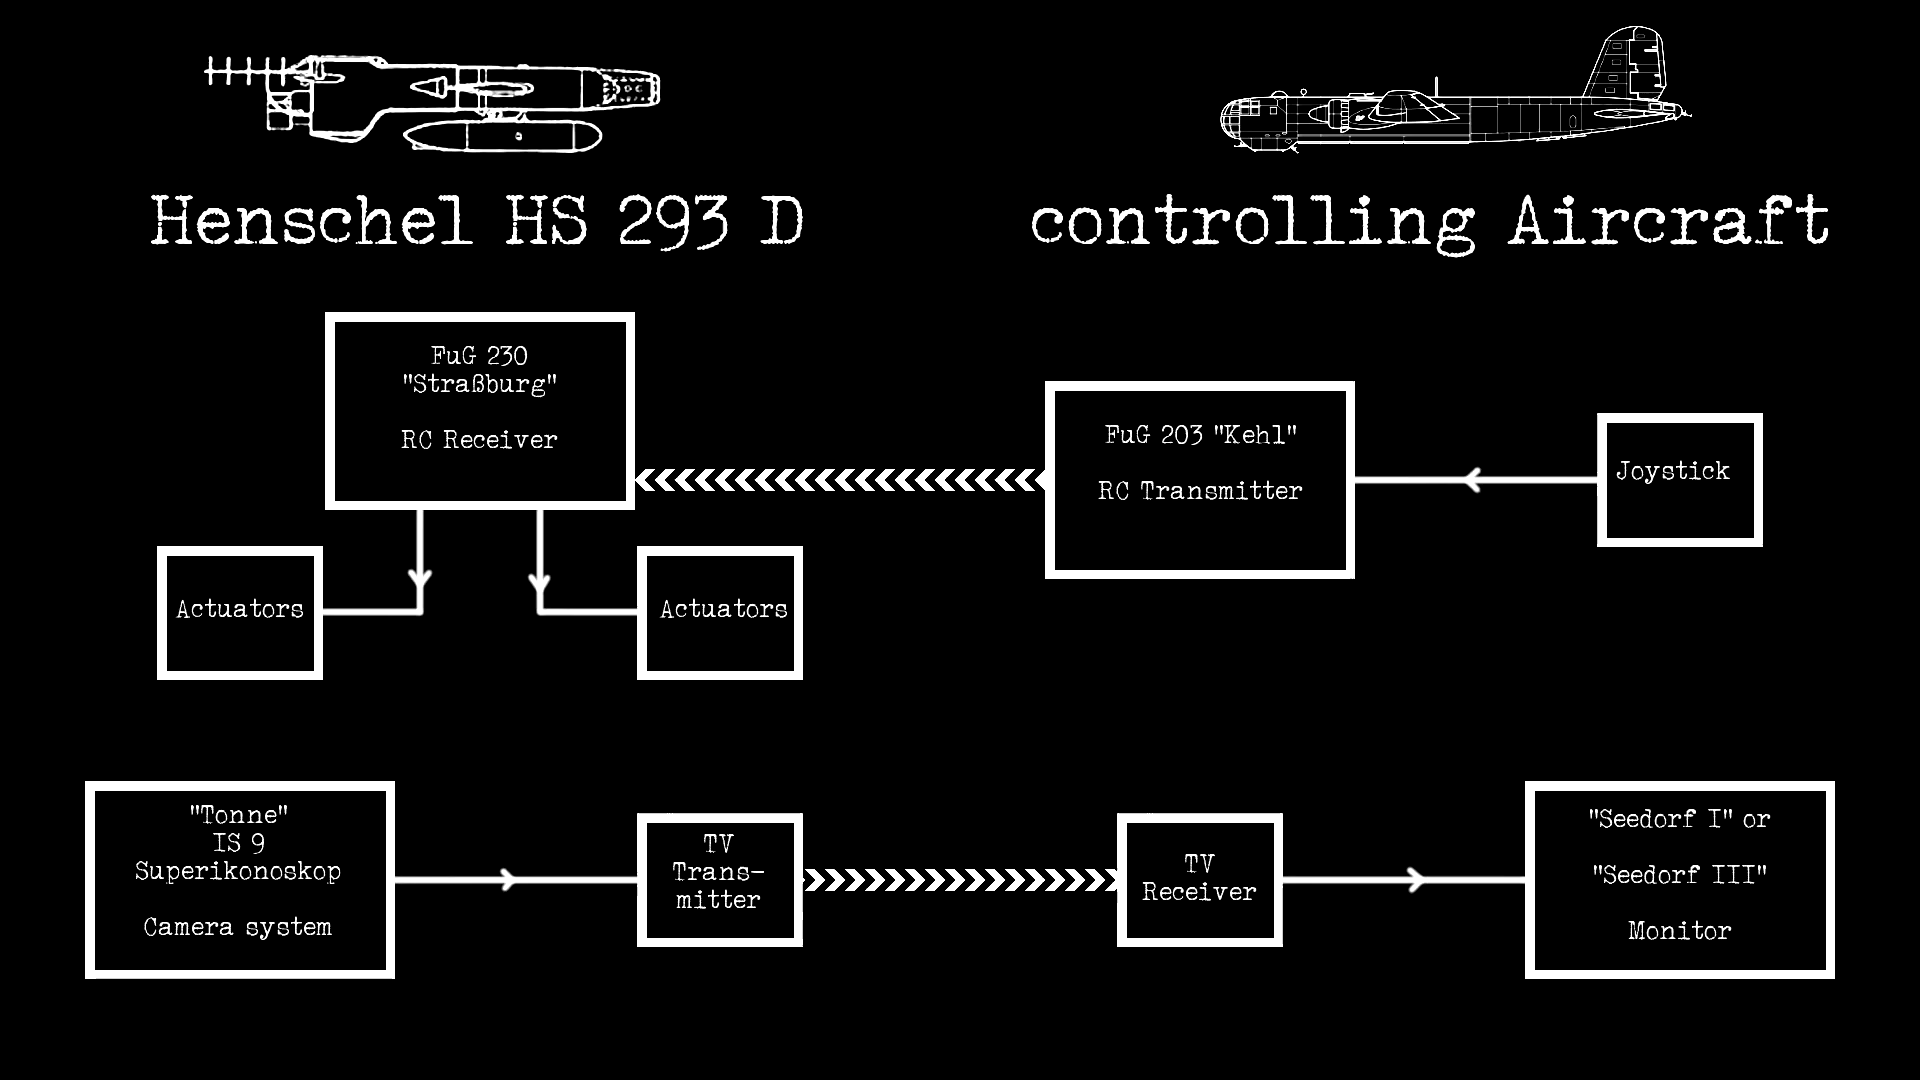 Henschel HS 293 D
controlling Aircraft
FuG 230
"Straßburg"
RC Receiver
FuG 203 "Kehl"
RC Transmitter
Joystick
Actuators
Actuators
"Tonne"
IS 9
Superikonoskop
Camera system
TV
Trans-
mitter
TV
Receiver
"Seedorf I" or
"Seedorf III"
Monitor